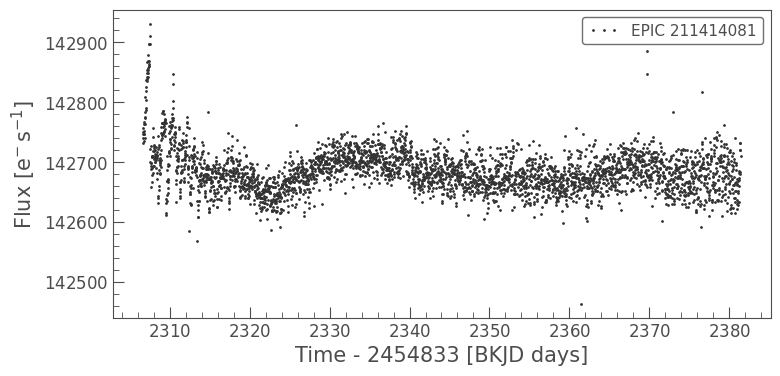 EPIC 211414081
Flux [e⁻ s⁻¹]
142900
142800
142700
142600
142500
2310 2320 2330 2340 2350 2360 2370 2380
Time - 2454833 [BKJD days]